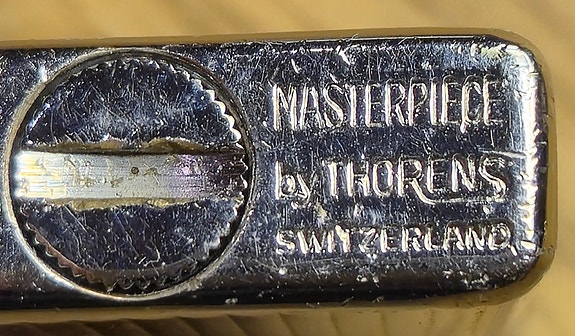 MASTERPIECE
by THORENS
SWITZERLAND